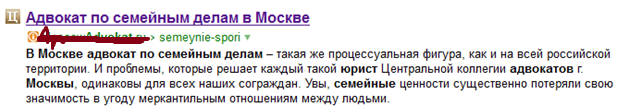 Адвокат по семейным делам в Москве
Advokat.ru › semeynie-spori
В Москве адвокат по семейным делам – такая же процессуальная фигура, как и на всей российской
территории. И проблемы, которые решает каждый такой юрист Центральной коллегии адвокатов г.
Москвы, одинаковы для всех наших сограждан. Увы, семейные ценности существенно потеряли свою
значимость в угоду меркантильным отношениям между людьми.